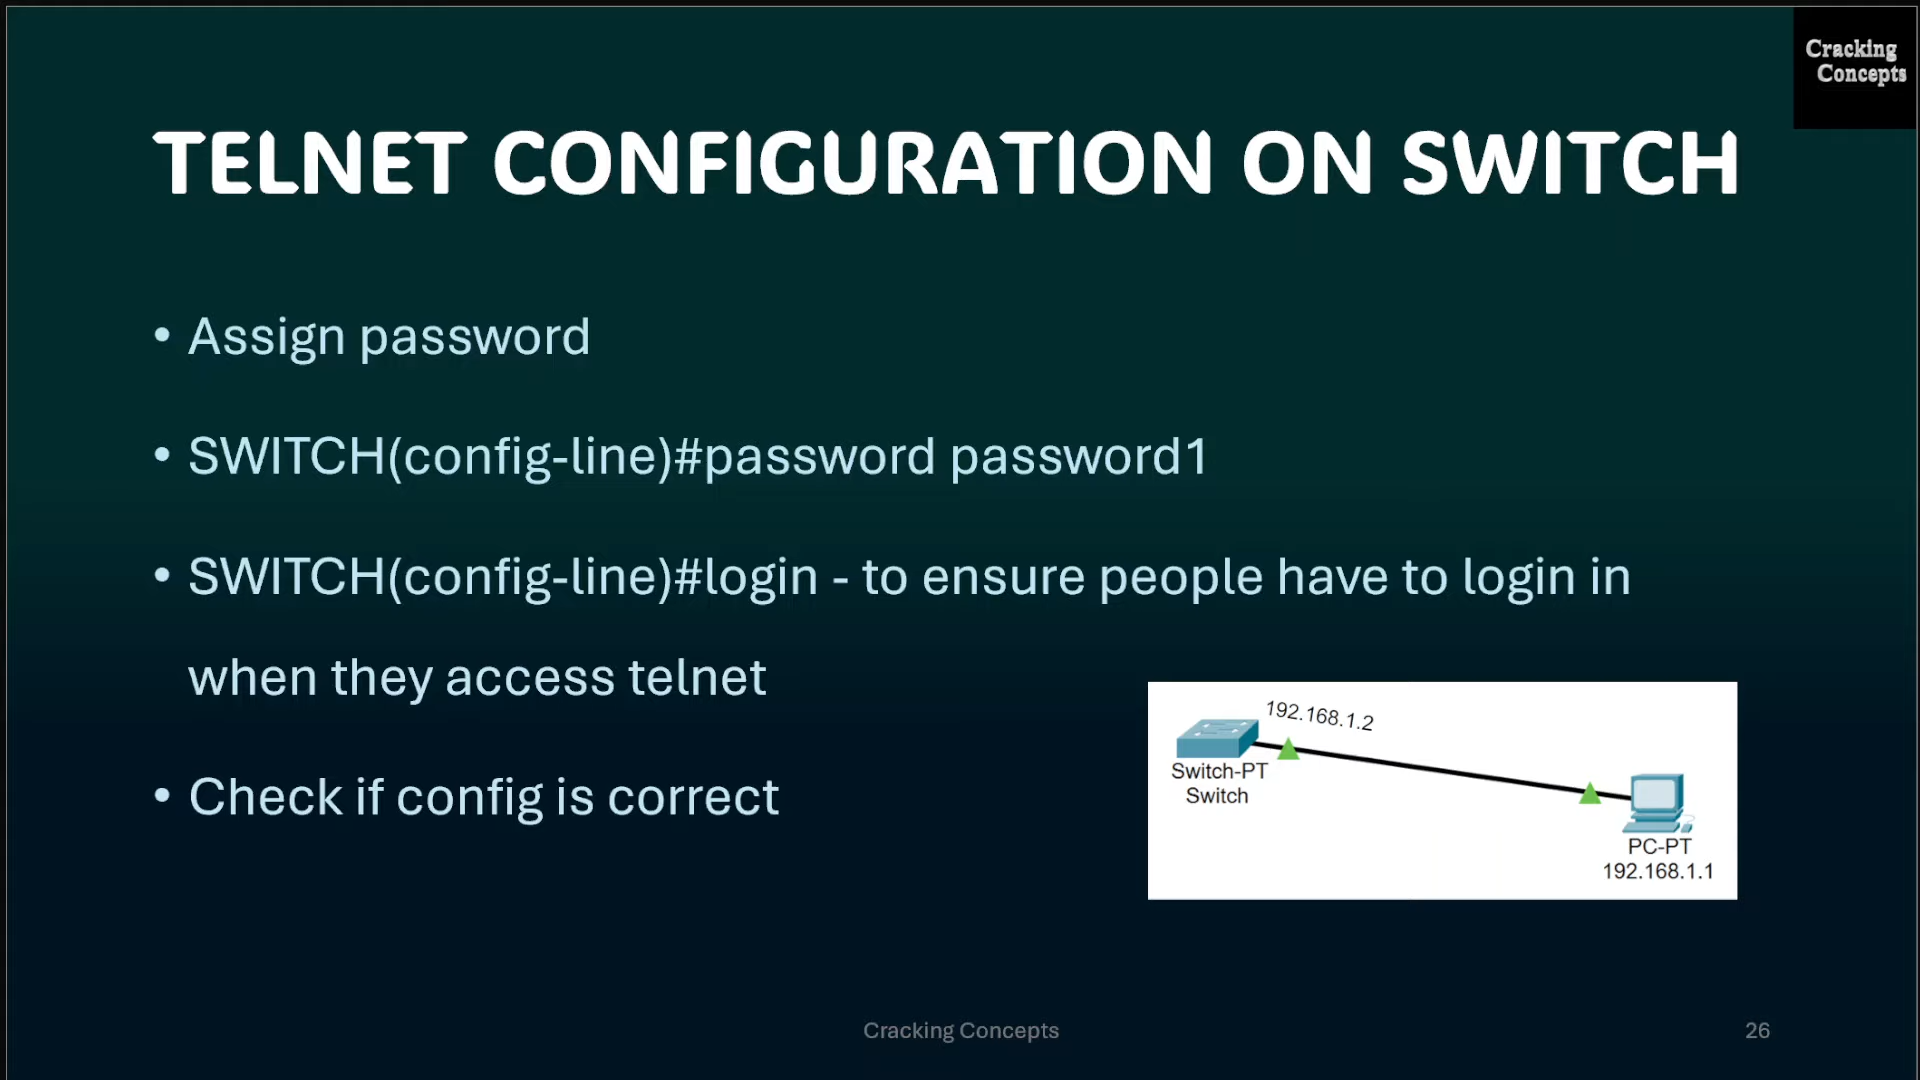 Cracking
Concepts
TELNET CONFIGURATION ON SWITCH
• Assign password
• SWITCH(config-line)#password password1
• SWITCH(config-line)#login - to ensure people have to login in
when they access telnet
• Check if config is correct
192.168.1.2
Switch-PT
Switch
PC-PT
192.168.1.1
Cracking Concepts
26